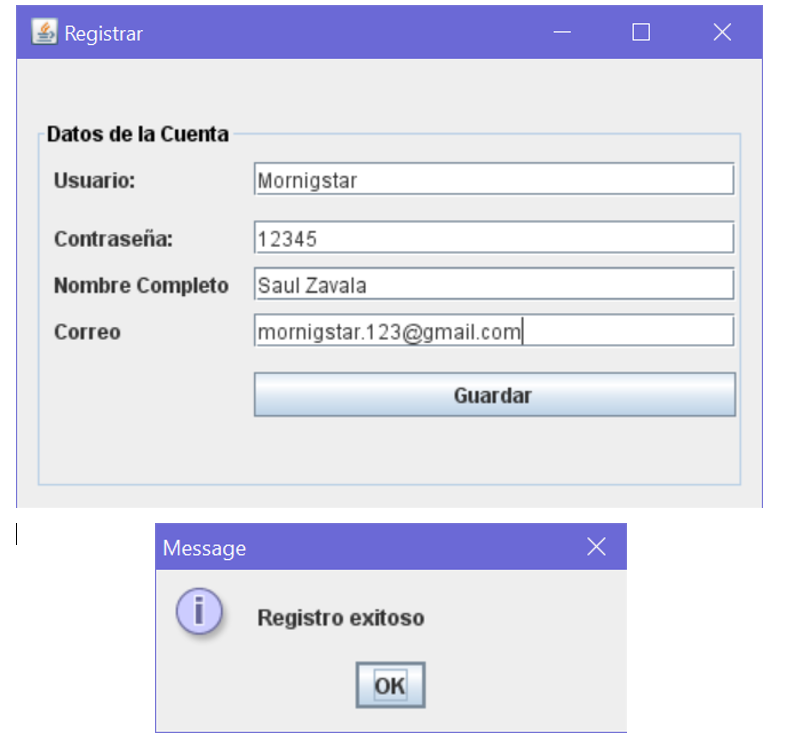 Registrar
Datos de la Cuenta
Usuario: Mornigstar
Contraseña: 12345
Nombre Completo Saul Zavala
Correo mornigstar.123@gmail.com
Guardar
Message
i Registro exitoso
OK